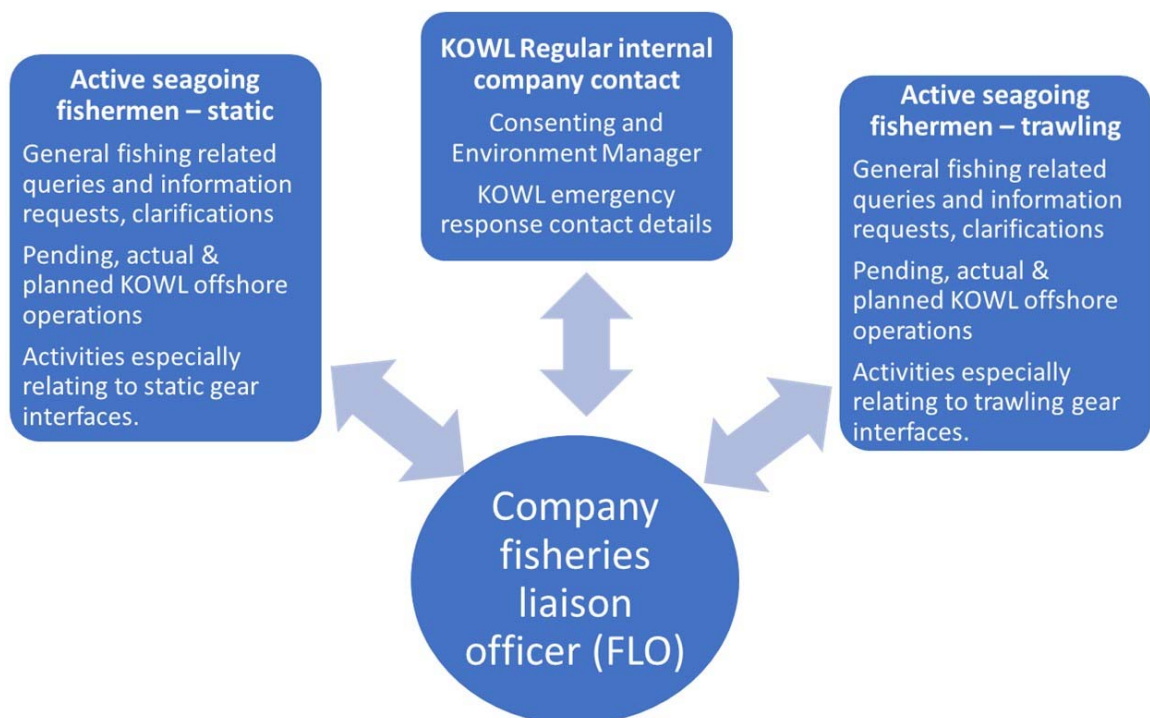 Active seagoing
fishermen – static
General fishing related
queries and information
requests, clarifications
Pending, actual &
planned KOWL offshore
operations
Activities especially
relating to static gear
interfaces.
KOWL Regular internal
company contact
Consenting and
Environment Manager
KOWL emergency
response contact details
Active seagoing
fishermen – trawling
General fishing related
queries and information
requests, clarifications
Pending, actual &
planned KOWL offshore
operations
Activities especially
relating to trawling gear
interfaces.
Company
fisheries
liaison
officer (FLO)